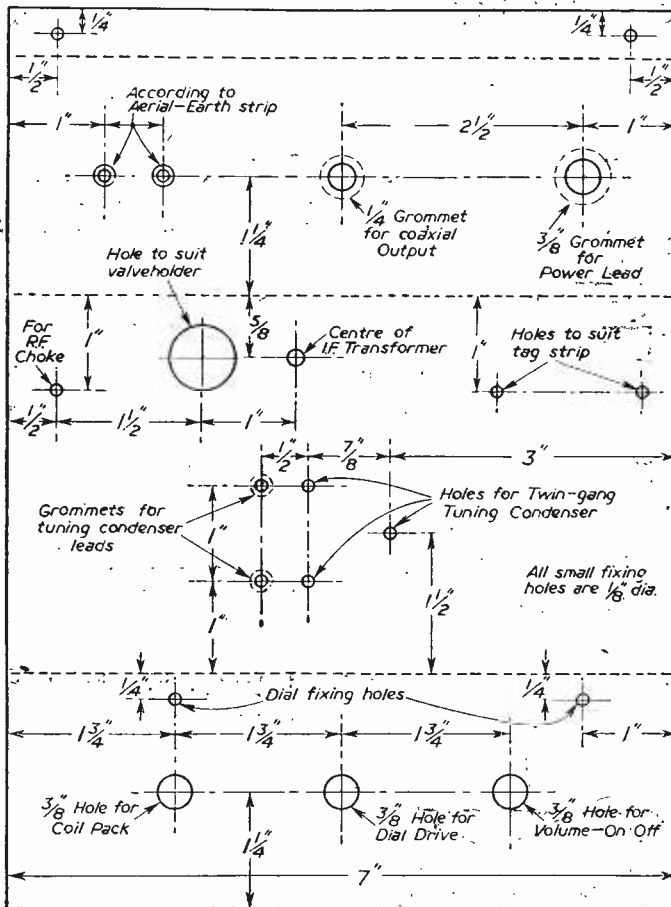 1/4"
1/4"
1/2"
1/2"
According to
Aerial-Earth strip
1"
2 1/2"
1"
1/4" Grommet
for coaxial
Output
3/8" Grommet
for
Power Lead
1 1/4"
Hole to suit
valveholder
For
R.F.
Choke
1"
5/8"
Centre of
I.F. Transformer
1"
Holes to suit
tag strip
1/2"
1 1/2"
1"
1/2"
7/8"
3"
Grommets for
tuning condenser
leads
1"
Holes for Twin-gang
Tuning Condenser
1"
1 1/2"
All small fixing
holes are 1/8" dia.
1/4"
Dial fixing holes
1/4"
1 3/4"
1 3/4"
1 3/4"
1"
3/8" Hole for
Coil Pack
3/8" Hole for
Dial Drive
3/8" Hole for
Volume-On Off
1 1/4"
7"